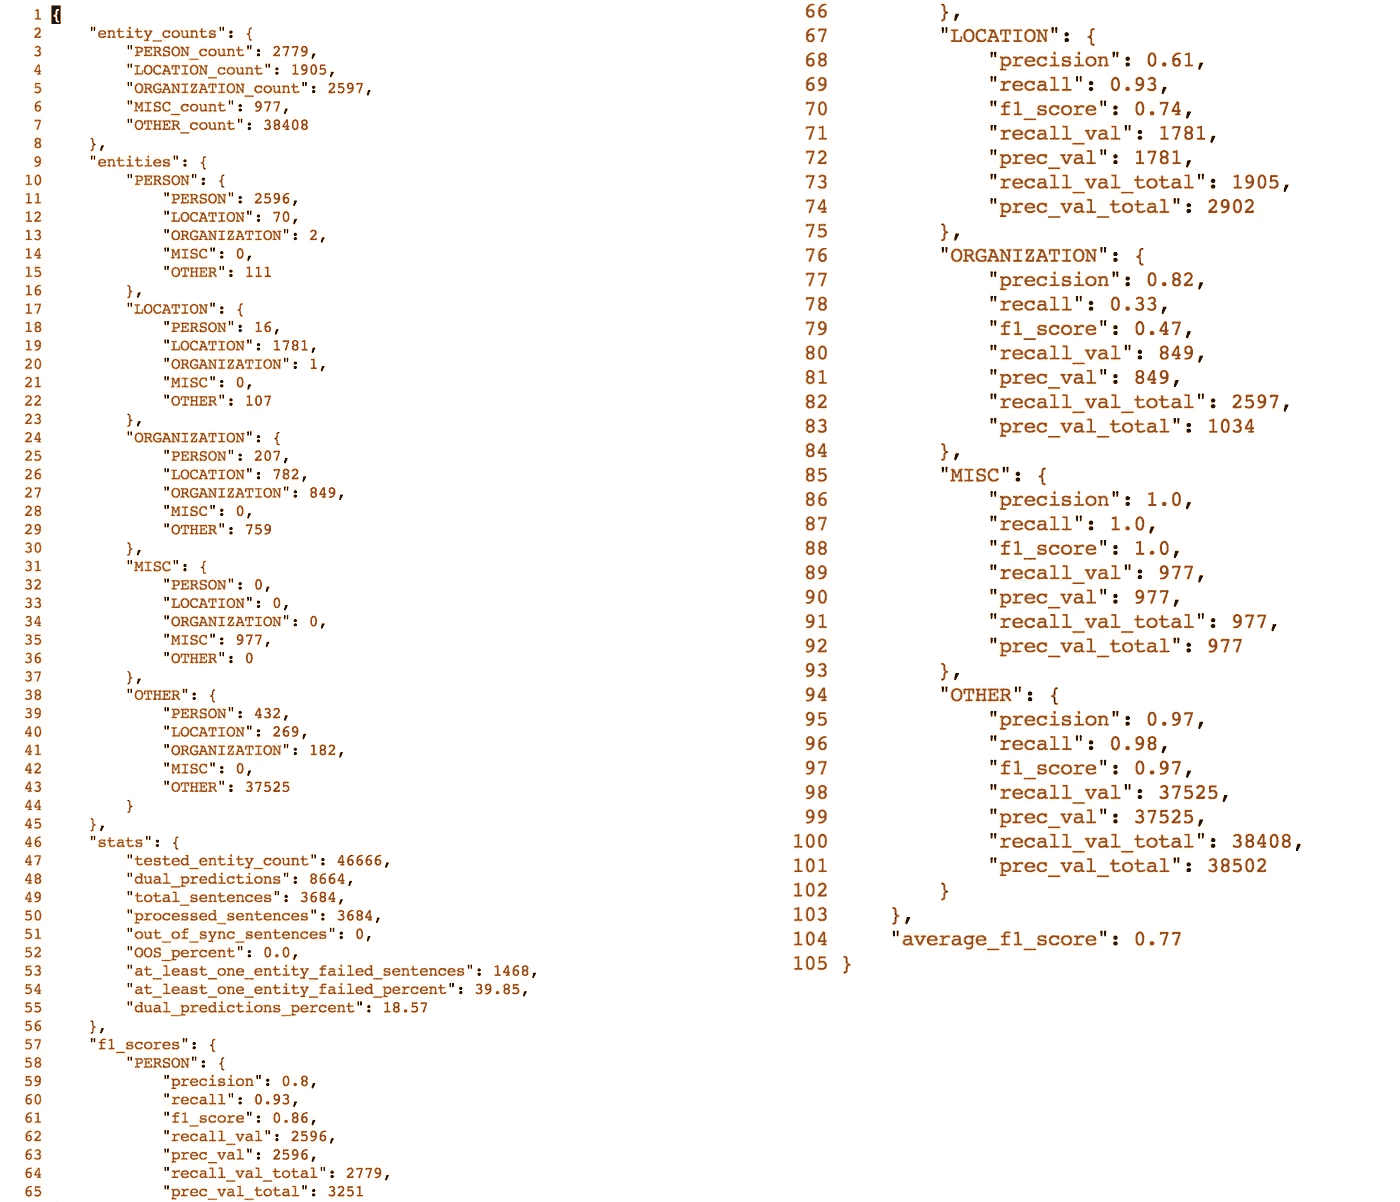 1 {
2     "entity_counts": {
3         "PERSON_count": 2779,
4         "LOCATION_count": 1905,
5         "ORGANIZATION_count": 2597,
6         "MISC_count": 977,
7         "OTHER_count": 38408
8     },
9     "entities": {
10         "PERSON": {
11             "PERSON": 2596,
12             "LOCATION": 70,
13             "ORGANIZATION": 2,
14             "MISC": 0,
15             "OTHER": 111
16         },
17         "LOCATION": {
18             "PERSON": 16,
19             "LOCATION": 1781,
20             "ORGANIZATION": 1,
21             "MISC": 0,
22             "OTHER": 107
23         },
24         "ORGANIZATION": {
25             "PERSON": 207,
26             "LOCATION": 782,
27             "ORGANIZATION": 849,
28             "MISC": 0,
29             "OTHER": 759
30         },
31         "MISC": {
32             "PERSON": 0,
33             "LOCATION": 0,
34             "ORGANIZATION": 0,
35             "MISC": 977,
36             "OTHER": 0
37         },
38         "OTHER": {
39             "PERSON": 432,
40             "LOCATION": 269,
41             "ORGANIZATION": 182,
42             "MISC": 0,
43             "OTHER": 37525
44         }
45     },
46     "stats": {
47         "tested_entity_count": 46666,
48         "dual_predictions": 8664,
49         "total_sentences": 3684,
50         "processed_sentences": 3684,
51         "out_of_sync_sentences": 0,
52         "OOS_percent": 0.0,
53         "at_least_one_entity_failed_sentences": 1468,
54         "at_least_one_entity_failed_percent": 39.85,
55         "dual_predictions_percent": 18.57
56     },
57     "f1_scores": {
58         "PERSON": {
59             "precision": 0.8,
60             "recall": 0.93,
61             "f1_score": 0.86,
62             "recall_val": 2596,
63             "prec_val": 2596,
64             "recall_val_total": 2779,
65             "prec_val_total": 3251
66         },
67         "LOCATION": {
68             "precision": 0.61,
69             "recall": 0.93,
70             "f1_score": 0.74,
71             "recall_val": 1781,
72             "prec_val": 1781,
73             "recall_val_total": 1905,
74             "prec_val_total": 2902
75         },
76         "ORGANIZATION": {
77             "precision": 0.82,
78             "recall": 0.33,
79             "f1_score": 0.47,
80             "recall_val": 849,
81             "prec_val": 849,
82             "recall_val_total": 2597,
83             "prec_val_total": 1034
84         },
85         "MISC": {
86             "precision": 1.0,
87             "recall": 1.0,
88             "f1_score": 1.0,
89             "recall_val": 977,
90             "prec_val": 977,
91             "recall_val_total": 977,
92             "prec_val_total": 977
93         },
94         "OTHER": {
95             "precision": 0.97,
96             "recall": 0.98,
97             "f1_score": 0.97,
98             "recall_val": 37525,
99             "prec_val": 37525,
100             "recall_val_total": 38408,
101             "prec_val_total": 38502
102         }
103     },
104     "average_f1_score": 0.77
105 }